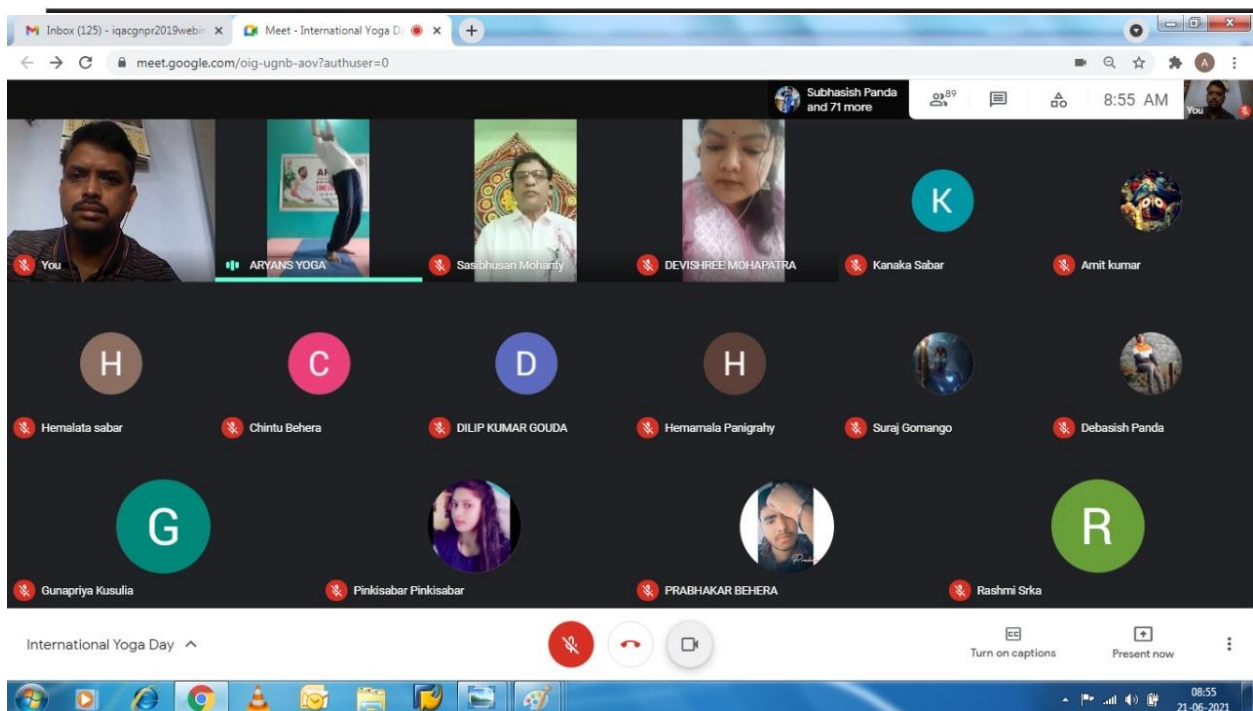 Inbox (125) - iqacgnpr2019webin
Meet - International Yoga D
meet.google.com/oig-ugnb-aov?authuser=0
A
Subhasish Panda
and 71 more
89
8:55 AM
You
You
ARYANS YOGA
Sasibhusan Mohanty
DEVISHREE MOHAPATRA
K
Kanaka Sabar
Amit kumar
H
Hemalata sabar
C
Chintu Behera
D
DILIP KUMAR GOUDA
H
Hemamala Panigrahy
Suraj Gomango
Debasish Panda
G
Gunapriya Kusulia
Pinkisabar Pinkisabar
PRABHAKAR BEHERA
R
Rashmi Srka
International Yoga Day
CC
Turn on captions
Present now
08:55
21-06-2021